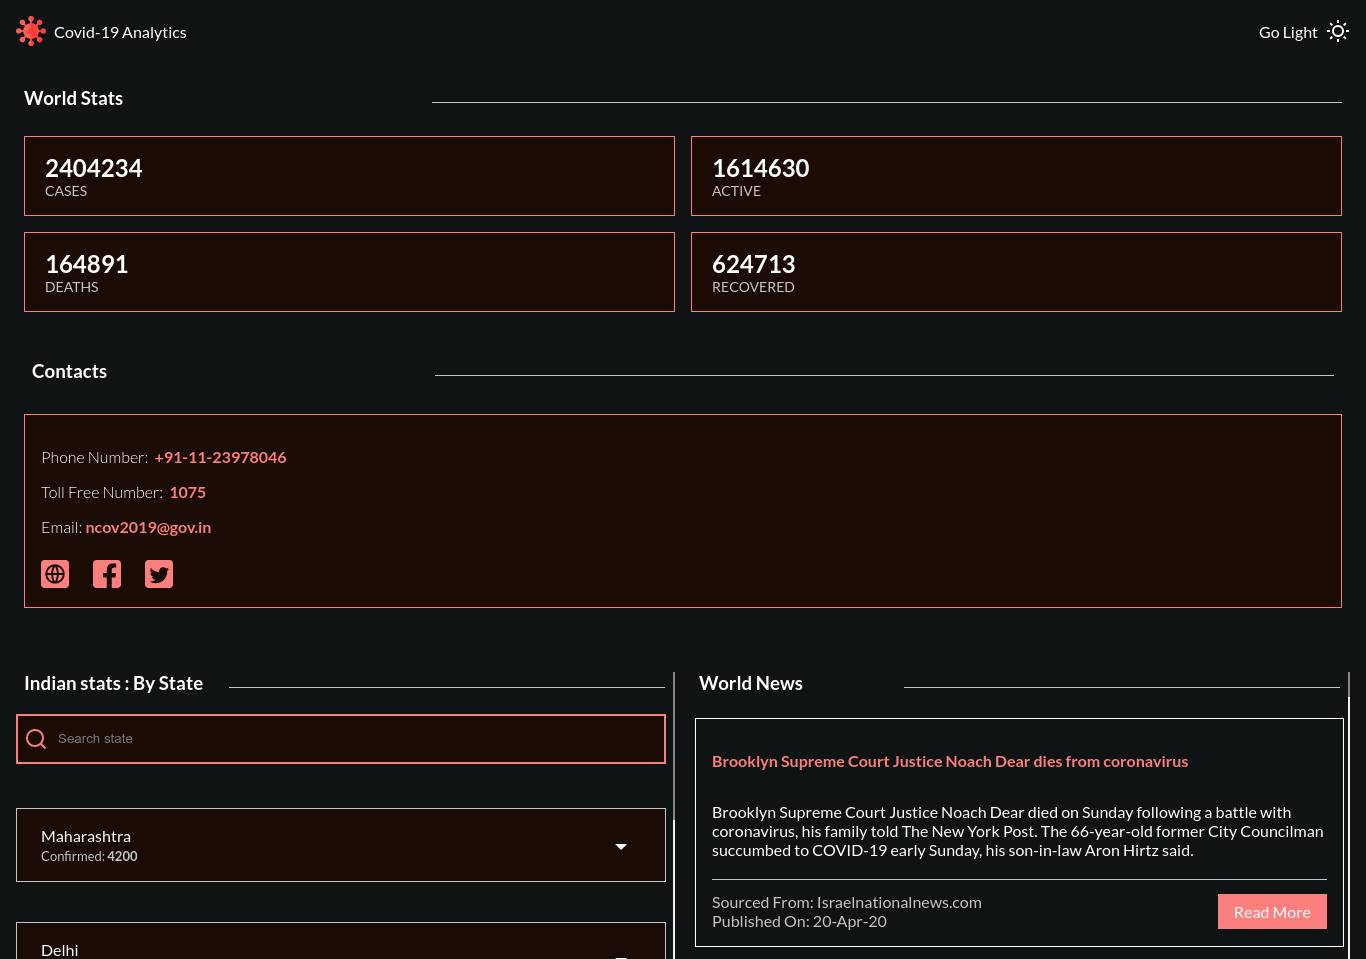 Covid-19 Analytics
Go Light
World Stats
2404234
CASES
1614630
ACTIVE
164891
DEATHS
624713
RECOVERED
Contacts
Phone Number: +91-11-23978046
Toll Free Number: 1075
Email: ncov2019@gov.in
Indian stats : By State
Search state
Maharashtra
Confirmed: 4200
Delhi
World News
Brooklyn Supreme Court Justice Noach Dear dies from coronavirus
Brooklyn Supreme Court Justice Noach Dear died on Sunday following a battle with
coronavirus, his family told The New York Post. The 66-year-old former City Councilman
succumbed to COVID-19 early Sunday, his son-in-law Aron Hirtz said.
Sourced From: Israelnationalnews.com
Published On: 20-Apr-20
Read More